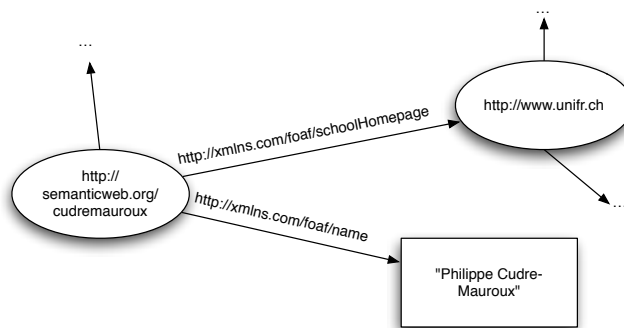 ...
...
http://www.unifr.ch
http://xmlns.com/foaf/schoolHomepage
http://
semanticweb.org/
cudremauroux
http://xmlns.com/foaf/name
...
"Philippe Cudre-
Mauroux"